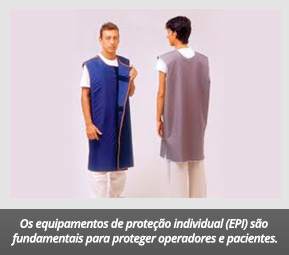 Os equipamentos de proteção individual (EPI) são
fundamentais para proteger operadores e pacientes.